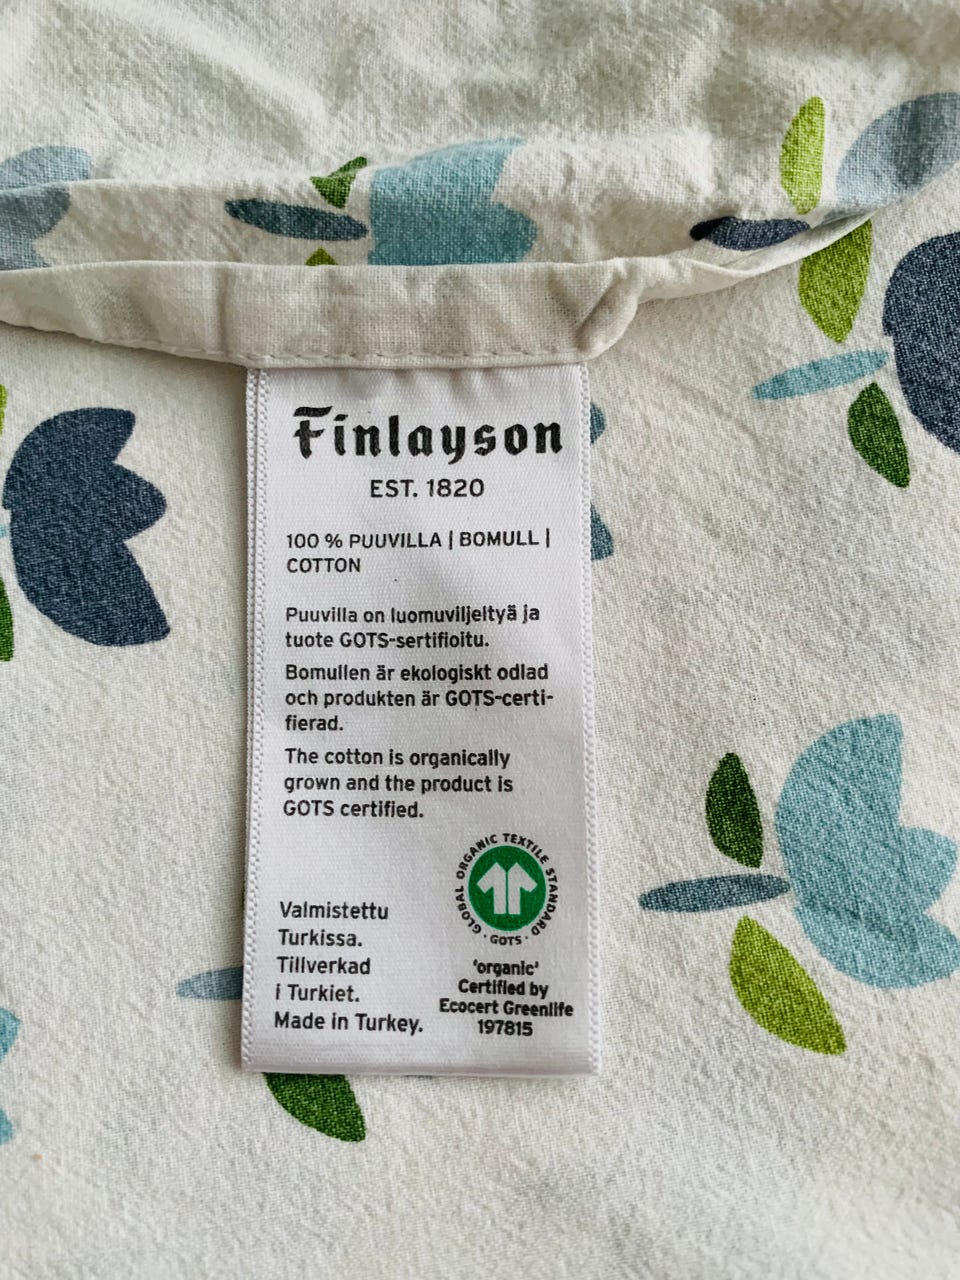 Finlayson
EST. 1820
100 % PUUVILLA | BOMULL |
COTTON
Puuvilla on luomuviljeltyä ja
tuote GOTS-sertifioitu.
Bomullen är ekologiskt odlad
och produkten är GOTS-certi-
fierad.
The cotton is organically
grown and the product is
GOTS certified.
Valmistettu
Turkissa.
Tillverkad
i Turkiet.
Made in Turkey.
GLOBAL ORGANIC TEXTILE STANDARD
· GOTS ·
'organic'
Certified by
Ecocert Greenlife
197815